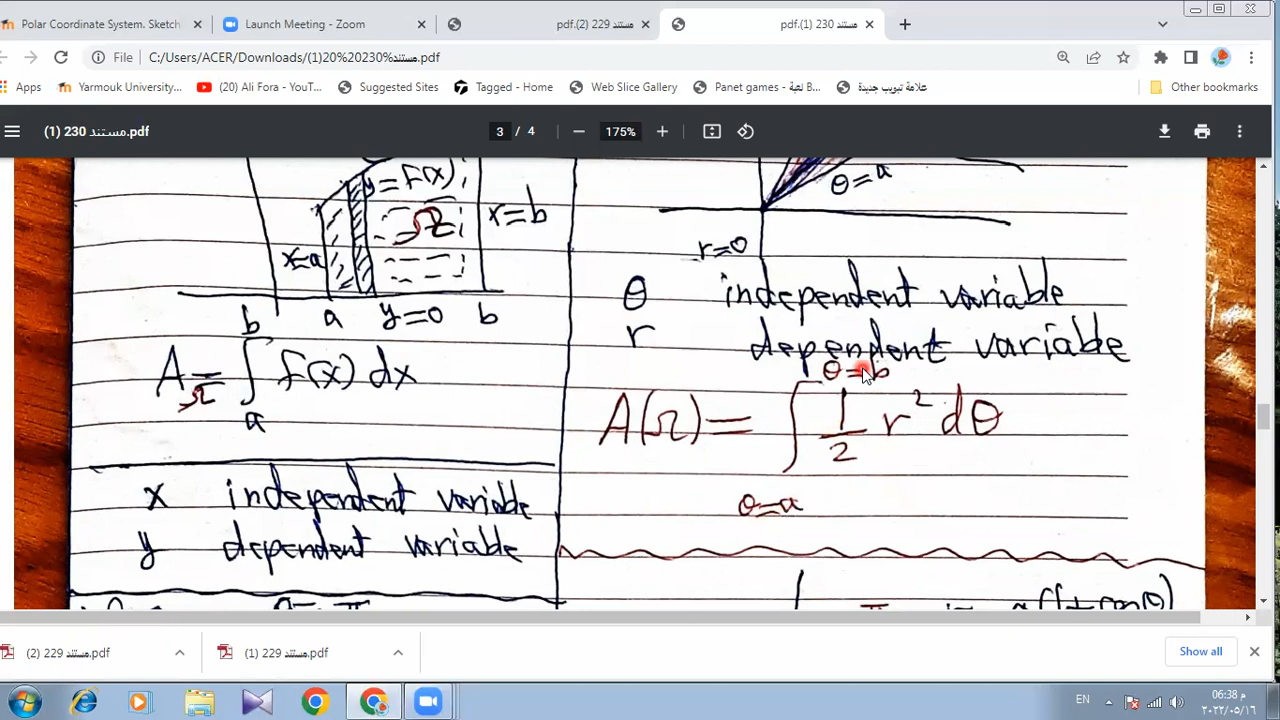 Polar Coordinate System. Sketch
Launch Meeting - Zoom
مستند 229 (2).pdf
مستند 230 (1).pdf
File C:/Users/ACER/Downloads/(1)20%20230%مستند.pdf
Apps
Yarmouk University...
(20) Ali Fora - YouT...
Suggested Sites
Tagged - Home
Web Slice Gallery
Panet games - لعبة B...
علامة تبويب جديدة
Other bookmarks
مستند 230 (1).pdf
3 / 4
175%
y=f(x)
Ω
x=a
x=b
b a y=0 b
A_Ω = ∫_a^b f(x) dx
x independent variable
y dependent variable
θ=a
r=0
θ independent variable
r dependent variable
A(Ω) = ∫_{θ=a}^{θ=b} 1/2 r² dθ
مستند 229 (2).pdf
مستند 229 (1).pdf
Show all
EN
06:38 م
٢٠٢٢/٠٥/١٦